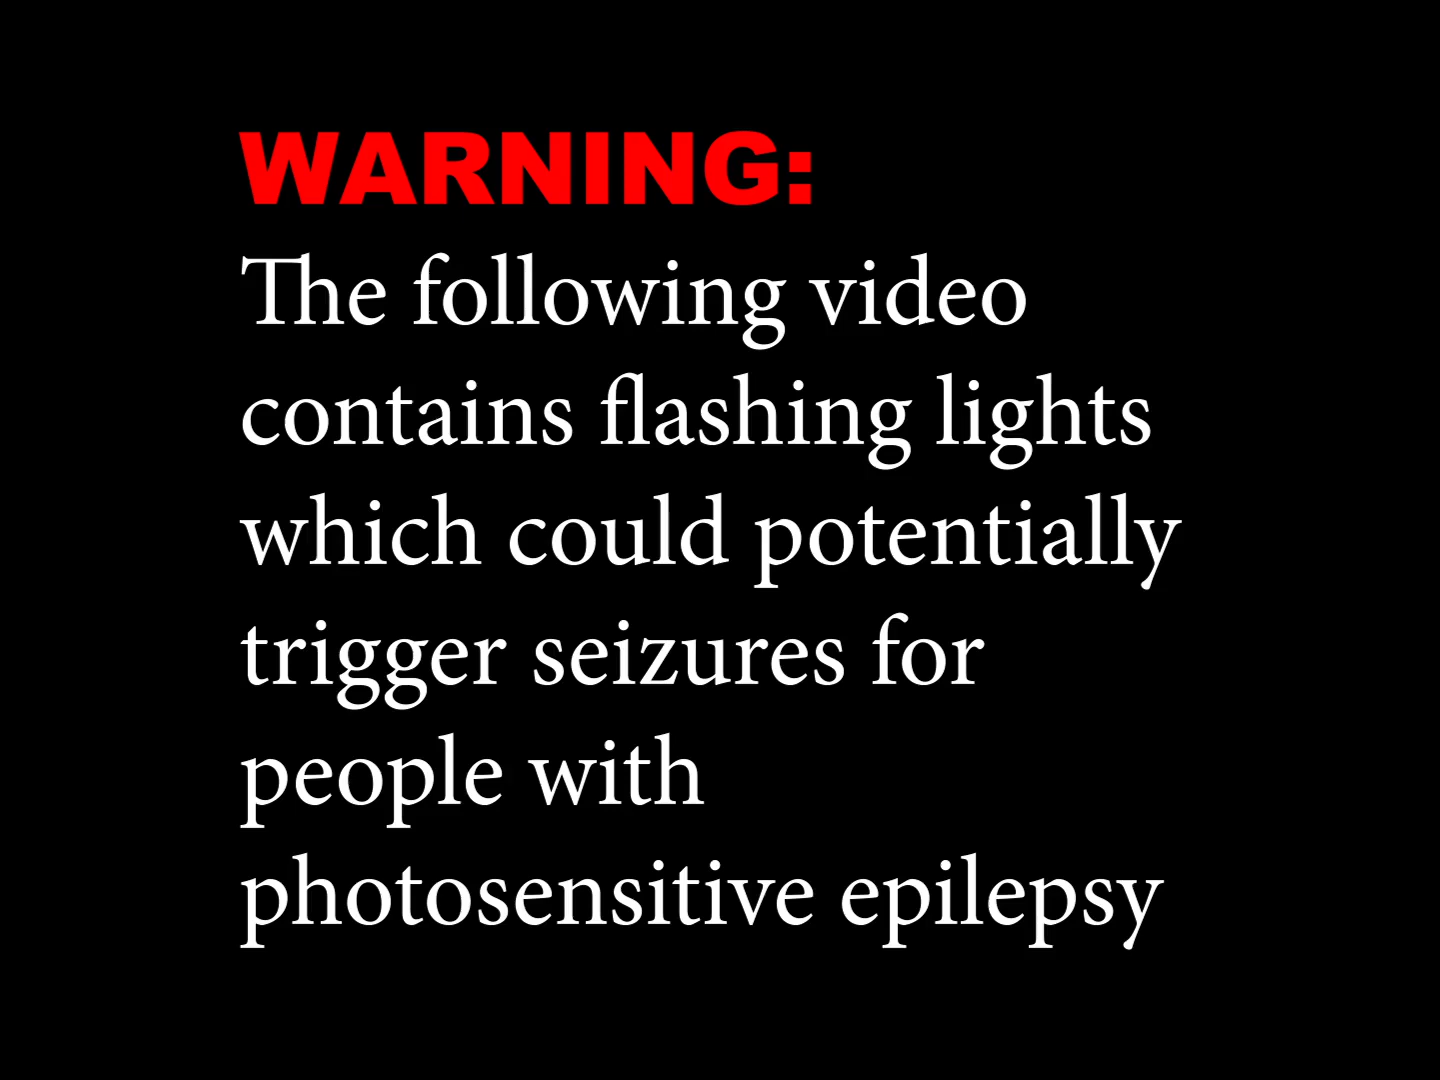 WARNING:
The following video
contains flashing lights
which could potentially
trigger seizures for
people with
photosensitive epilepsy